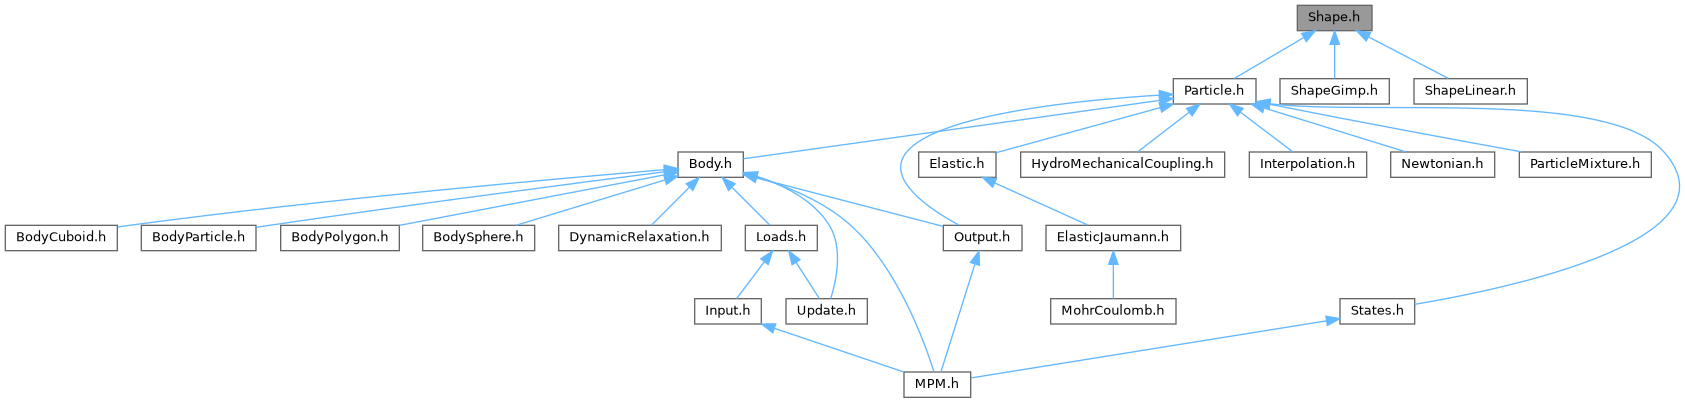 Shape.h
Particle.h
ShapeGimp.h
ShapeLinear.h
Body.h
Elastic.h
HydroMechanicalCoupling.h
Interpolation.h
Newtonian.h
ParticleMixture.h
BodyCuboid.h
BodyParticle.h
BodyPolygon.h
BodySphere.h
DynamicRelaxation.h
Loads.h
Output.h
ElasticJaumann.h
Input.h
Update.h
MohrCoulomb.h
States.h
MPM.h